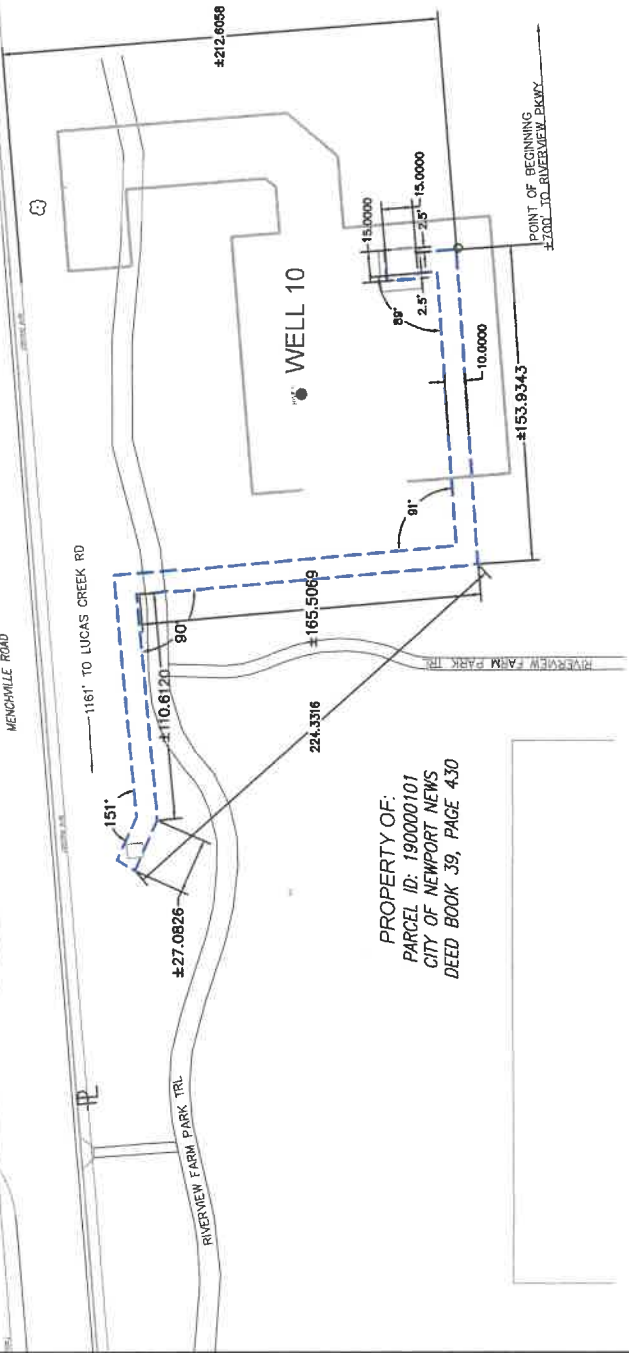 MENCHVILLE ROAD
1161' TO LUCAS CREEK RD
±212.6058
WELL 10
15.0000
15.0000
2.5'
2.5'
89°
POINT OF BEGINNING
±700' TO RIVERVIEW PKWY
10.0000
±153.9343
91°
90°
±165.5069
±110.6120
151°
224.3316
±27.0826
RIVERVIEW FARM PARK TRL
RIVERVIEW FARM PARK TRL
PL
PROPERTY OF:
PARCEL ID: 190000101
CITY OF NEWPORT NEWS
DEED BOOK 39, PAGE 430